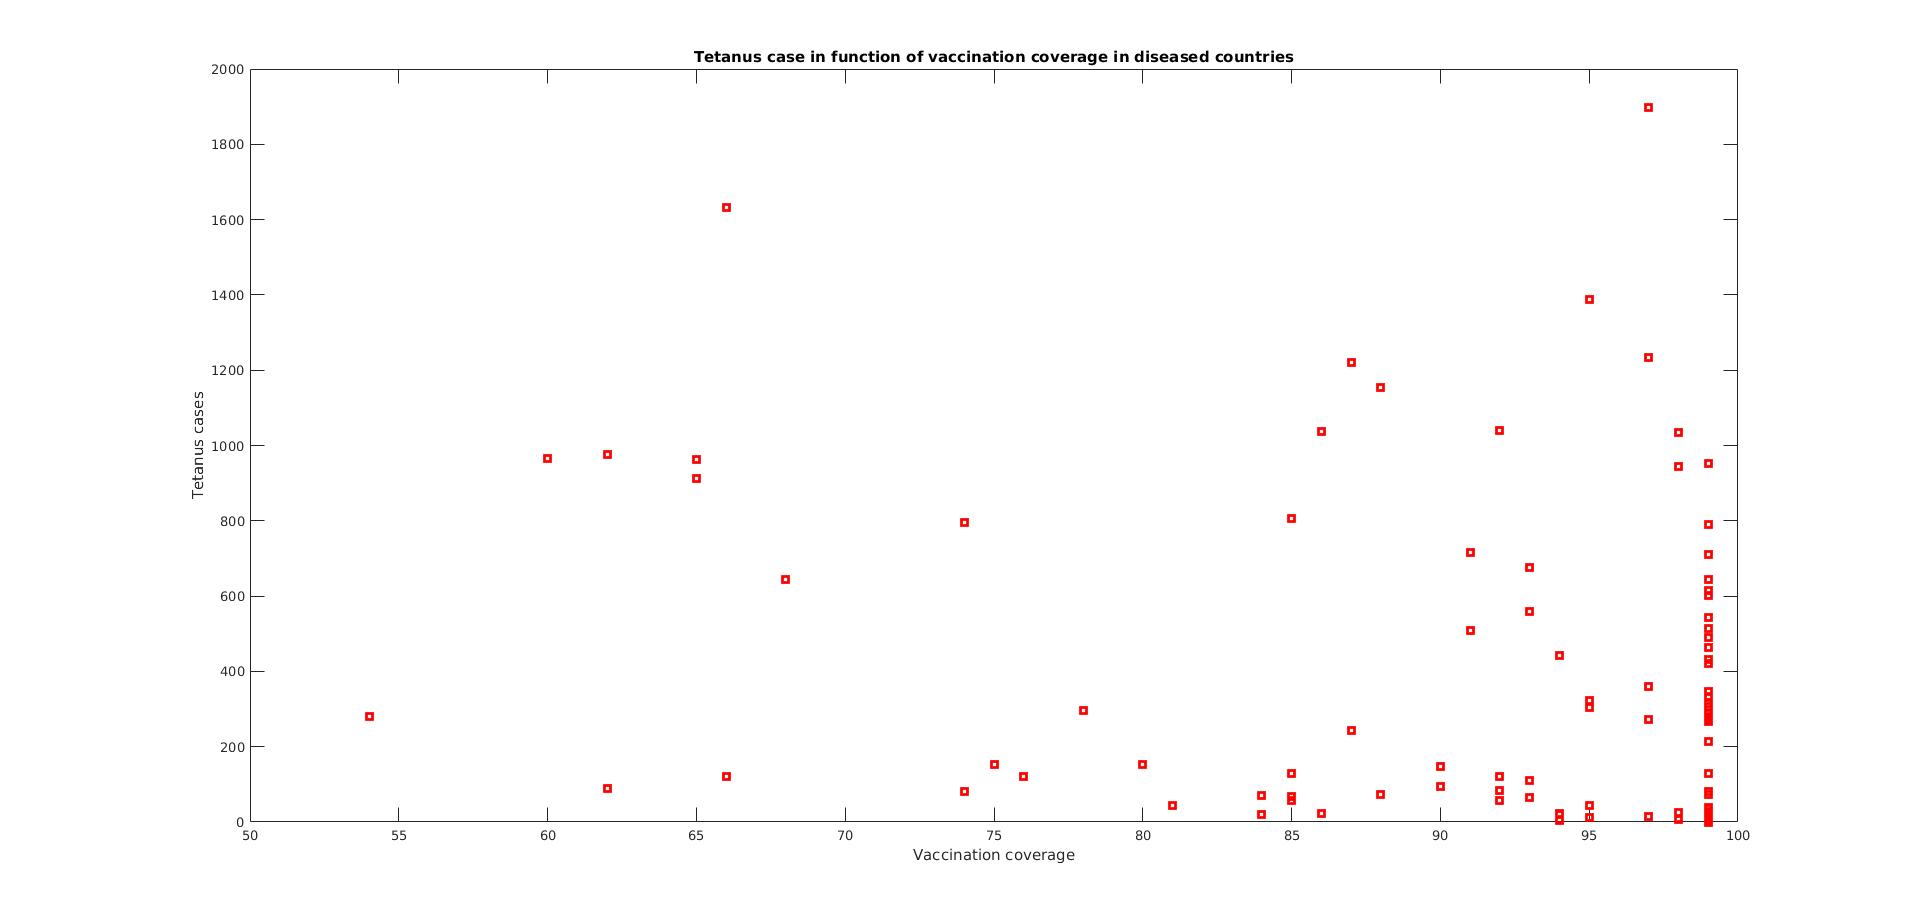 Tetanus case in function of vaccination coverage in diseased countries
2000
1800
1600
1400
1200
1000
800
600
400
200
0
Tetanus cases
50 55 60 65 70 75 80 85 90 95 100
Vaccination coverage